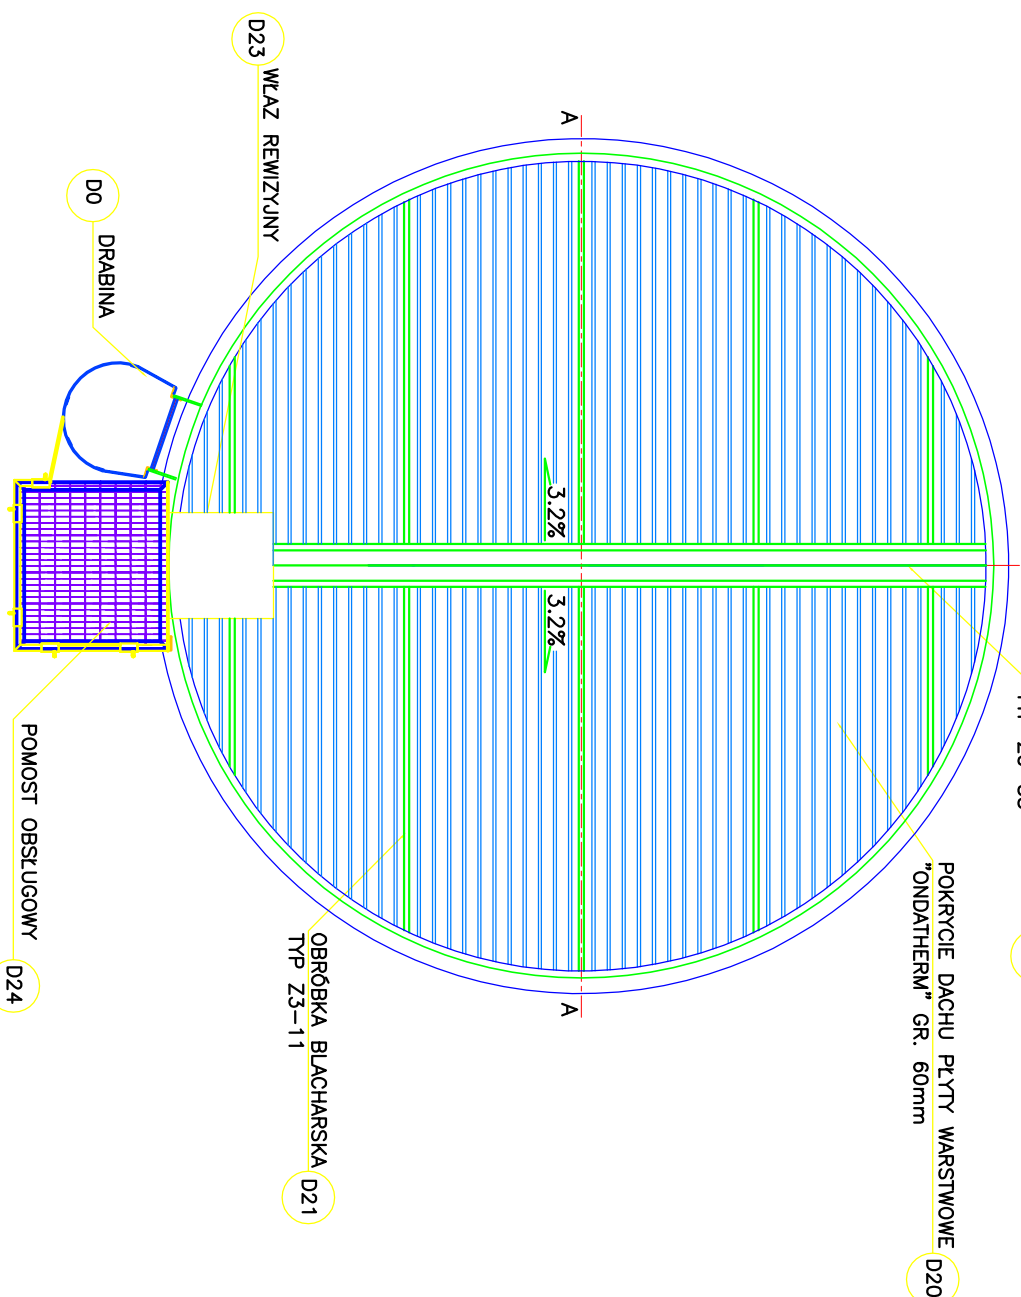 POKRYCIE DACHU PŁYTY WARSTWOWE
"ONDATHERM" GR. 60mm
D20
A
A
3.2%
3.2%
OBRÓBKA BLACHARSKA
TYP Z3-11
D21
D23
WŁAZ REWIZYJNY
D0
DRABINA
POMOST OBSŁUGOWY
D24